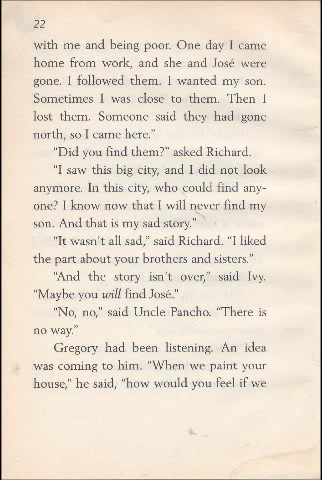 22
with me and being poor. One day I came
home from work, and she and José were
gone. I followed them. I wanted my son.
Sometimes I was close to them. Then I
lost them. Someone said they had gone
north, so I came here."
"Did you find them?" asked Richard.
"I saw this big city, and I did not look
anymore. In this city, who could find any-
one? I know now that I will never find my
son. And that is my sad story."
"It wasn't all sad," said Richard. "I liked
the part about your brothers and sisters."
"And the story isn't over," said Ivy.
"Maybe you will find José."
"No, no," said Uncle Pancho. "There is
no way."
Gregory had been listening. An idea
was coming to him. "When we paint your
house," he said, "how would you feel if we